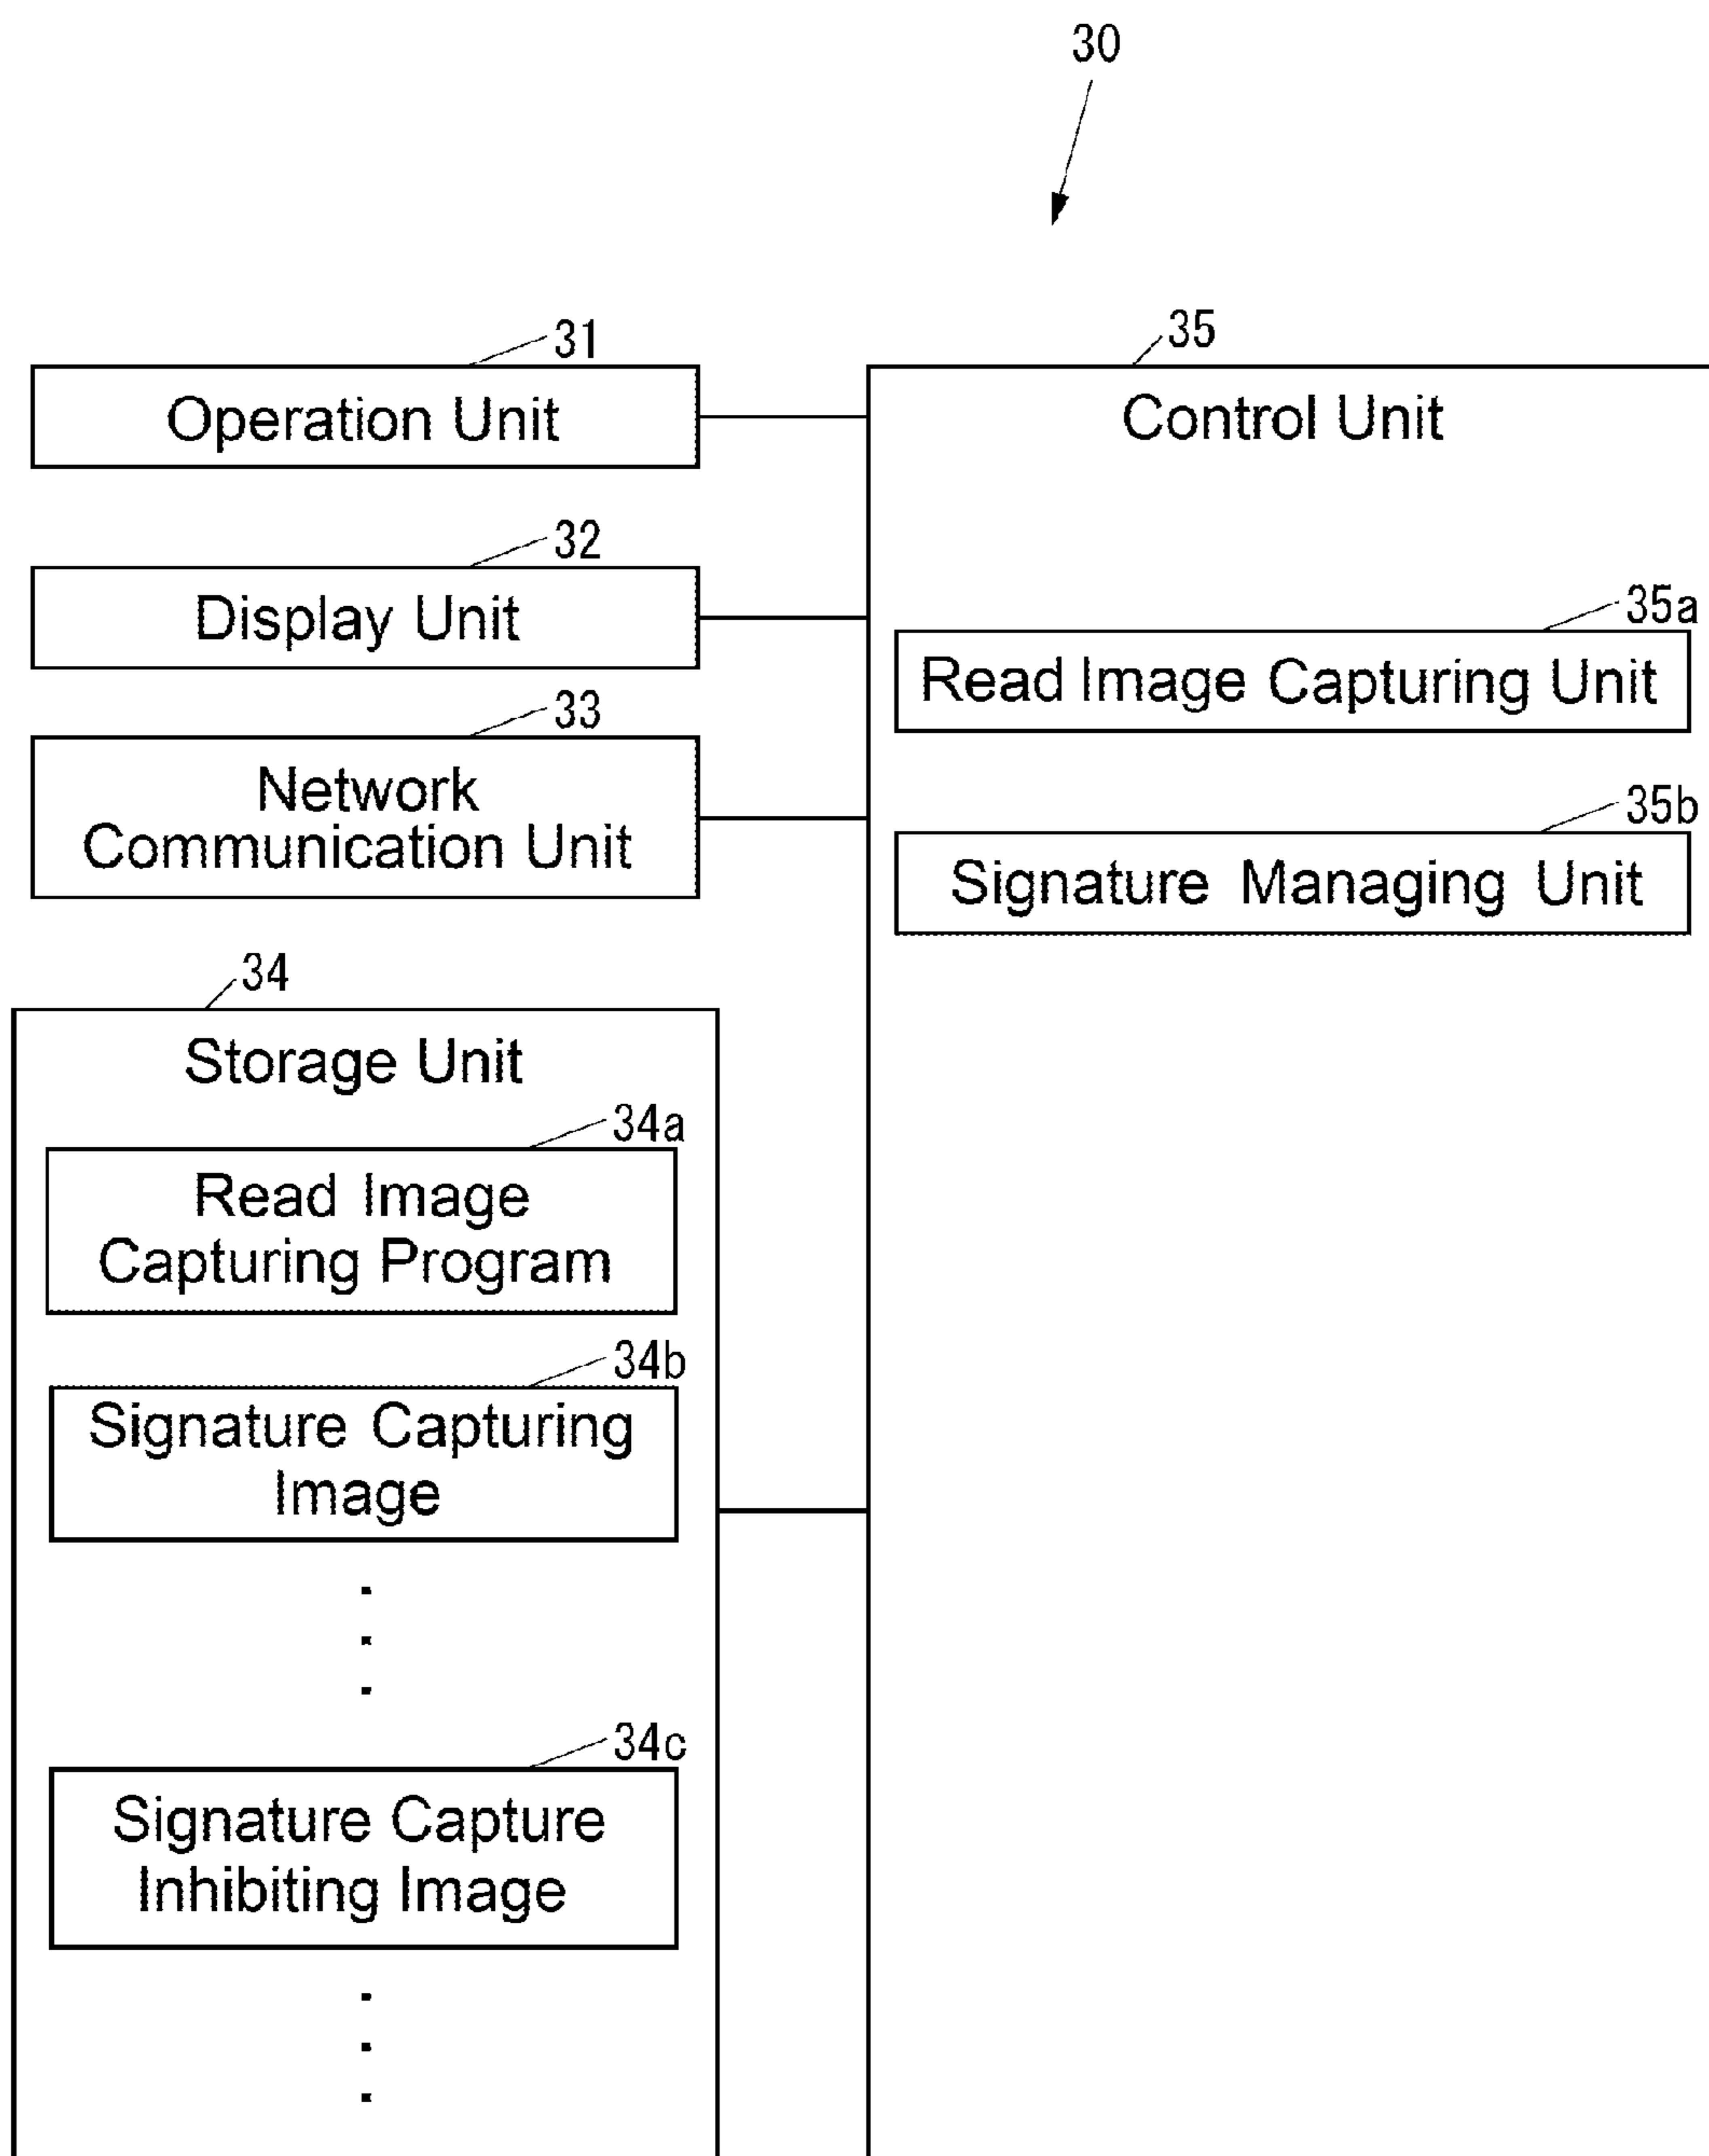 30
31
Operation Unit
32
Display Unit
33
Network
Communication Unit
34
Storage Unit
34a
Read Image
Capturing Program
34b
Signature Capturing
Image
34c
Signature Capture
Inhibiting Image
35
Control Unit
35a
Read Image Capturing Unit
35b
Signature Managing Unit